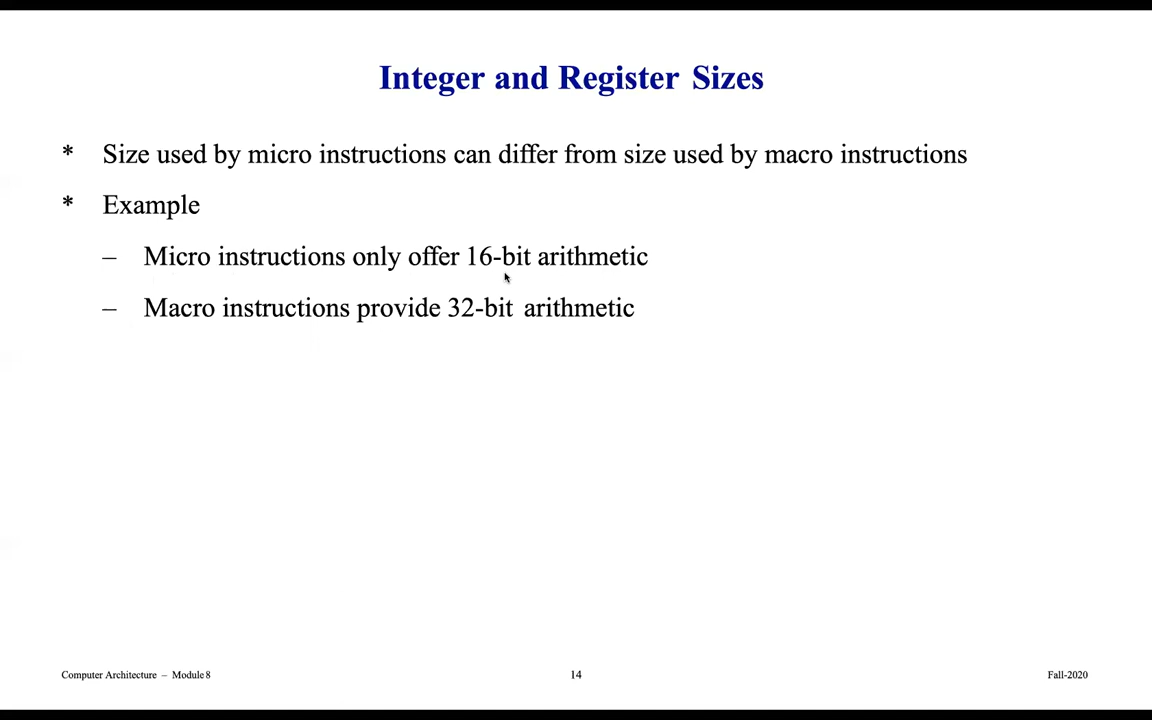 Integer and Register Sizes
* Size used by micro instructions can differ from size used by macro instructions
* Example
– Micro instructions only offer 16-bit arithmetic
– Macro instructions provide 32-bit arithmetic
Computer Architecture – Module 8 14 Fall-2020